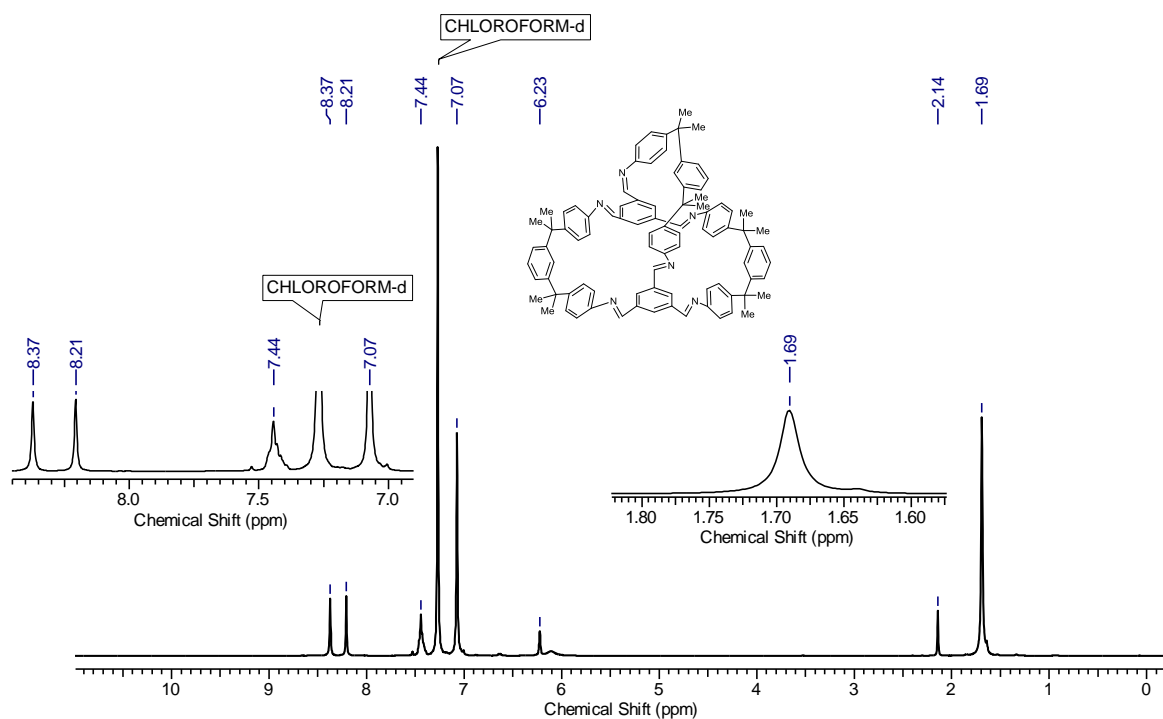 CHLOROFORM-d
8.37
8.21
7.44
7.07
6.23
2.14
1.69
Me
Me
N
Me
Me
N
N
Me
Me
Me
Me
N
Me
Me
N
N
Me
Me
CHLOROFORM-d
8.37
8.21
7.44
7.07
8.0
7.5
7.0
Chemical Shift (ppm)
1.69
1.80
1.75
1.70
1.65
1.60
Chemical Shift (ppm)
10
9
8
7
6
5
4
3
2
1
0
Chemical Shift (ppm)